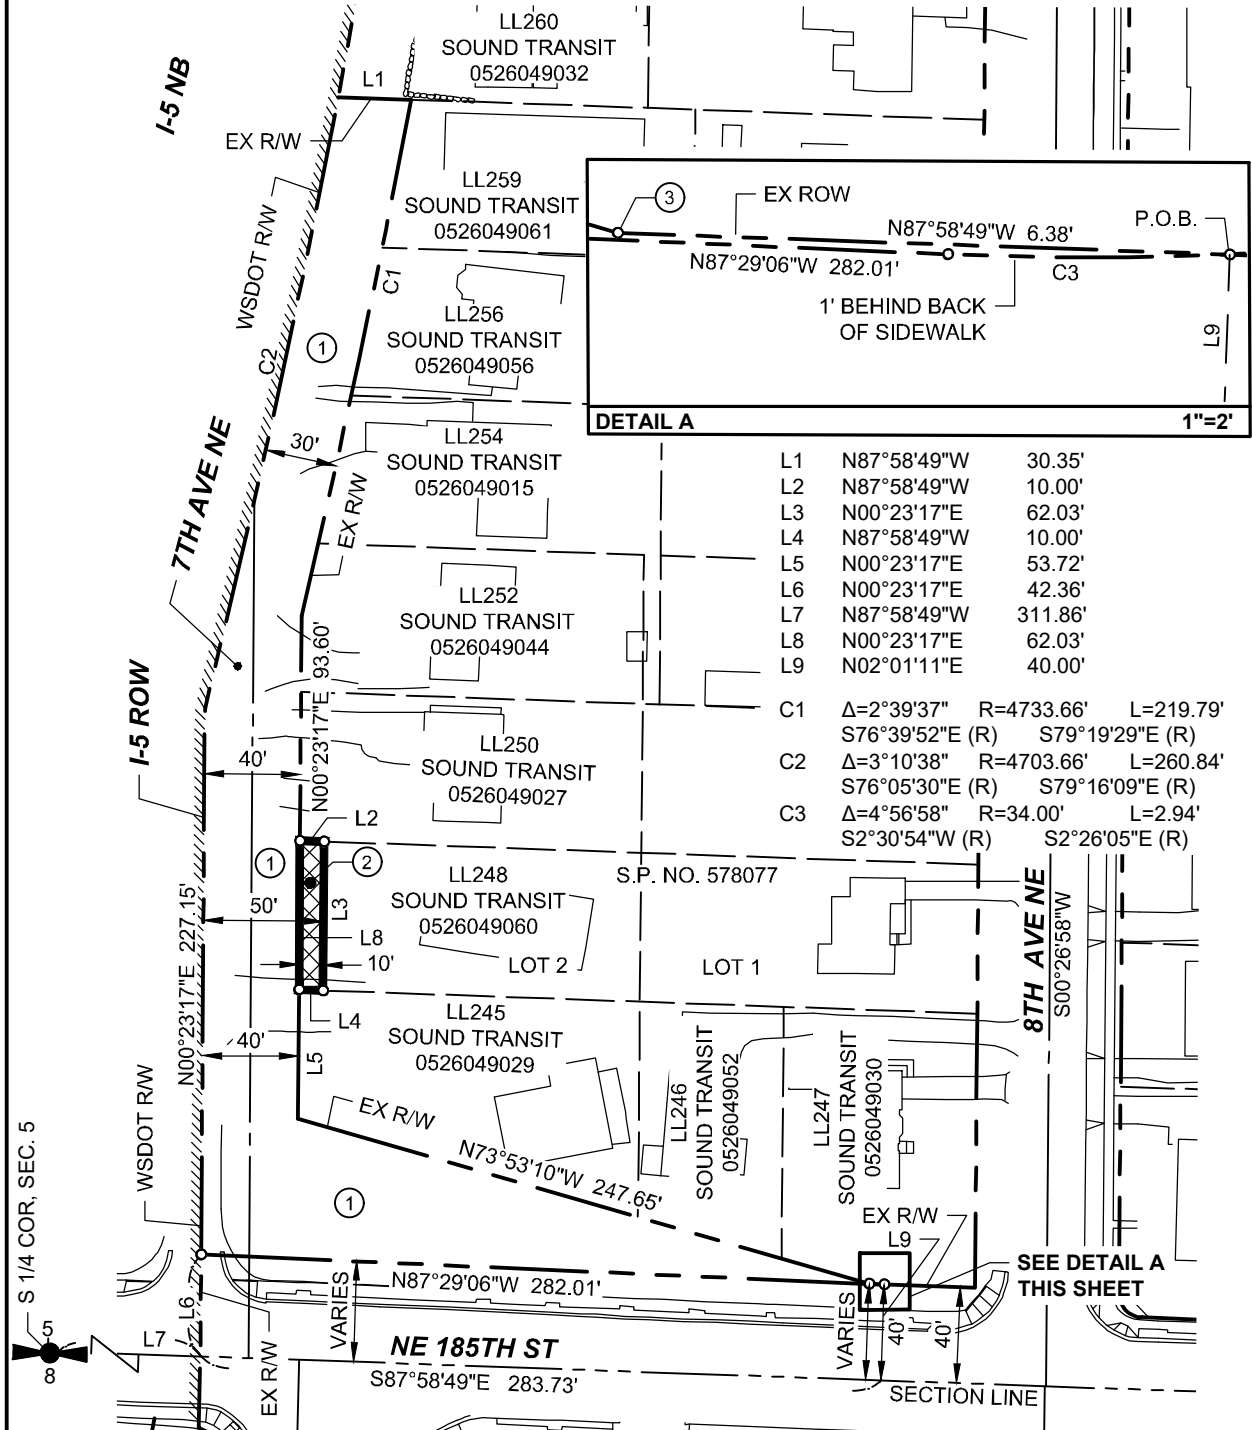 LL260
SOUND TRANSIT
0526049032
I-5 NB
L1
EX R/W
WSDOT R/W
LL259
SOUND TRANSIT
0526049061
C1
C2
1
LL256
SOUND TRANSIT
0526049056
3
EX ROW
P.O.B.
N87°58'49"W 6.38'
N87°29'06"W 282.01'
C3
1' BEHIND BACK
OF SIDEWALK
L9
DETAIL A
1"=2'
30'
LL254
SOUND TRANSIT
0526049015
EX R/W
7TH AVE NE
L1 N87°58'49"W 30.35'
L2 N87°58'49"W 10.00'
L3 N00°23'17"E 62.03'
L4 N87°58'49"W 10.00'
L5 N00°23'17"E 53.72'
L6 N00°23'17"E 42.36'
L7 N87°58'49"W 311.86'
L8 N00°23'17"E 62.03'
L9 N02°01'11"E 40.00'
C1 Δ=2°39'37" R=4733.66' L=219.79'
S76°39'52"E (R) S79°19'29"E (R)
C2 Δ=3°10'38" R=4703.66' L=260.84'
S76°05'30"E (R) S79°16'09"E (R)
C3 Δ=4°56'58" R=34.00' L=2.94'
S2°30'54"W (R) S2°26'05"E (R)
LL252
SOUND TRANSIT
0526049044
N00°23'17"E 93.60'
I-5 ROW
40'
LL250
SOUND TRANSIT
0526049027
L2
1
2
S.P. NO. 578077
LL248
SOUND TRANSIT
0526049060
50'
L3
L8
10'
LOT 2
LOT 1
8TH AVE NE
S00°26'58"W
N00°23'17"E 227.15'
L4
40'
L5
LL245
SOUND TRANSIT
0526049029
LL246
SOUND TRANSIT
0526049052
LL247
SOUND TRANSIT
0526049030
WSDOT R/W
EX R/W
N73°53'10"W 247.65'
1
EX R/W
L9
SEE DETAIL A
THIS SHEET
S 1/4 COR, SEC. 5
5
8
L6
L7
EX R/W
VARIES
N87°29'06"W 282.01'
VARIES
40'
40'
NE 185TH ST
S87°58'49"E 283.73'
SECTION LINE